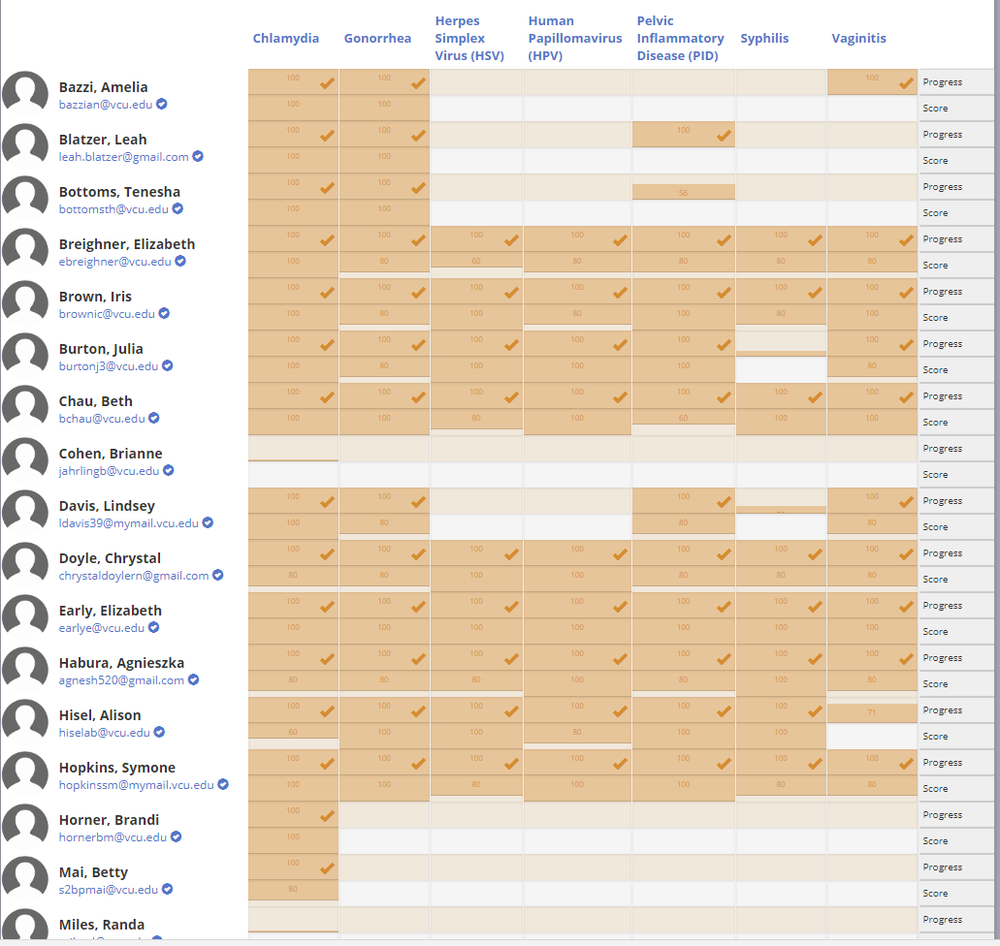 Chlamydia
Gonorrhea
Herpes
Simplex
Virus (HSV)
Human
Papillomavirus
(HPV)
Pelvic
Inflammatory
Disease (PID)
Syphilis
Vaginitis
Bazzi, Amelia 100 100 100 Progress
bazzian@vcu.edu 100 100 Score
Blatzer, Leah 100 100 100 Progress
leah.blatzer@gmail.com 100 100 Score
Bottoms, Tenesha 100 100 56 Progress
bottomsth@vcu.edu 100 100 Score
Breighner, Elizabeth 100 100 100 100 100 100 100 Progress
ebreighner@vcu.edu 100 80 60 80 80 80 80 Score
Brown, Iris 100 100 100 100 100 100 100 Progress
brownic@vcu.edu 100 80 100 80 100 80 100 Score
Burton, Julia 100 100 100 100 100 100 Progress
burtonj3@vcu.edu 100 80 100 100 100 80 Score
Chau, Beth 100 100 100 100 100 100 100 Progress
bchau@vcu.edu 100 100 80 100 60 100 100 Score
Cohen, Brianne Progress
jahrlingb@vcu.edu Score
Davis, Lindsey 100 100 100 100 Progress
ldavis39@mymail.vcu.edu 100 80 80 80 Score
Doyle, Chrystal 100 100 100 100 100 100 100 Progress
chrystaldoylern@gmail.com 80 80 100 100 80 80 80 Score
Early, Elizabeth 100 100 100 100 100 100 100 Progress
earlye@vcu.edu 100 100 100 100 100 100 100 Score
Habura, Agnieszka 100 100 100 100 100 100 100 Progress
agnesh520@gmail.com 80 80 80 100 80 100 80 Score
Hisel, Alison 100 100 100 100 100 100 71 Progress
hiselab@vcu.edu 60 100 100 80 100 100 Score
Hopkins, Symone 100 100 100 100 100 100 100 Progress
hopkinssm@mymail.vcu.edu 100 100 80 100 100 80 80 Score
Horner, Brandi 100 Progress
hornerbm@vcu.edu 100 Score
Mai, Betty 100 Progress
s2bpmai@vcu.edu 80 Score
Miles, Randa Progress